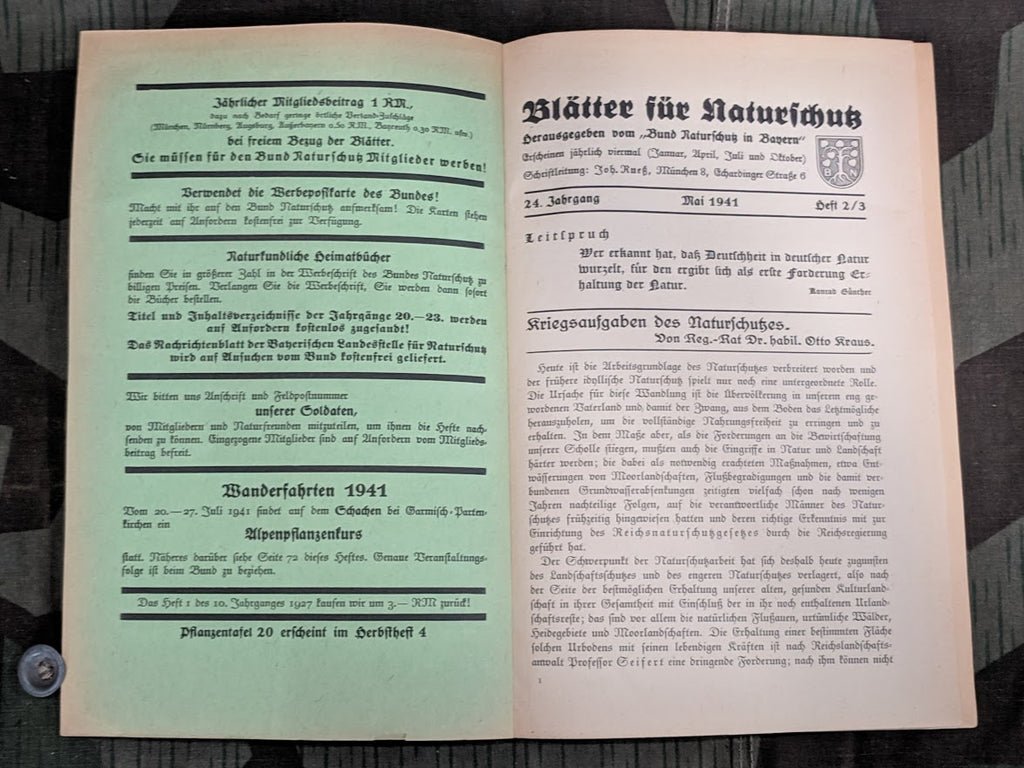 Jährlicher Mitgliedsbeitrag 1 RM.,
dazu nach Bedarf geringe örtliche Versand-Zuschläge
(München, Nürnberg, Augsburg, Außerbayern 0.50 R.M., Bayreuth 0.30 RM. usw.)
bei freiem Bezug der Blätter.
Sie müssen für den Bund Naturschutz Mitglieder werben!
Verwendet die Werbepostkarte des Bundes!
Macht mit ihr auf den Bund Naturschutz aufmerksam! Die Karten stehen
jederzeit auf Anfordern kostenfrei zur Verfügung.
Naturkundliche Heimatbücher
finden Sie in größerer Zahl in der Werbeschrift des Bundes Naturschutz zu
billigen Preisen. Verlangen Sie die Werbeschrift, Sie werden dann sofort
die Bücher bestellen.
Titel und Inhaltsverzeichnisse der Jahrgänge 20.—23. werden
auf Anfordern kostenlos zugesandt!
Das Nachrichtenblatt der Bayerischen Landesstelle für Naturschutz
wird auf Ansuchen vom Bund kostenfrei geliefert.
Wir bitten uns Anschrift und Feldpostnummer
unserer Soldaten,
von Mitgliedern und Naturfreunden mitzuteilen, um ihnen die Hefte nach-
senden zu können. Eingezogene Mitglieder sind auf Anfordern vom Mitglieds-
beitrag befreit.
Wanderfahrten 1941
Vom 20.—27. Juli 1941 findet auf dem Schachen bei Garmisch-Parten-
kirchen ein
Alpenpflanzenkurs
statt. Näheres darüber siehe Seite 72 dieses Heftes. Genaue Veranstaltungs-
folge ist beim Bund zu beziehen.
Das Heft 1 des 10. Jahrganges 1927 kaufen wir um 3.— RM zurück!
Pflanzentafel 20 erscheint im Herbstheft 4
Blätter für Naturschutz
Herausgegeben vom „Bund Naturschutz in Bayern“
Erscheinen jährlich viermal (Januar, April, Juli und Oktober)
Schriftleitung: Joh. Rueß, München 8, Echardinger Straße 6
B N
24. Jahrgang Mai 1941 Heft 2/3
Leitspruch
Wer erkannt hat, daß Deutschheit in deutscher Natur
wurzelt, für den ergibt sich als erste Forderung Er-
haltung der Natur.
Konrad Günther
Kriegsaufgaben des Naturschutzes.
Von Reg.-Rat Dr. habil. Otto Kraus.
Heute ist die Arbeitsgrundlage des Naturschutzes verbreitert worden und
der frühere idyllische Naturschutz spielt nur noch eine untergeordnete Rolle.
Die Ursache für diese Wandlung ist die Übervölkerung in unserem eng ge-
wordenen Vaterland und damit der Zwang, aus dem Boden das Letztmögliche
herauszuholen, um die vollständige Nahrungsfreiheit zu erringen und zu
erhalten. In dem Maße aber, als die Forderungen an die Bewirtschaftung
unserer Scholle stiegen, mußten auch die Eingriffe in Natur und Landschaft
härter werden; die dabei als notwendig erachteten Maßnahmen, etwa Ent-
wässerungen von Moorlandschaften, Flußbegradigungen und die damit ver-
bundenen Grundwasserabsenkungen zeitigten vielfach schon nach wenigen
Jahren nachteilige Folgen, auf die verantwortliche Männer des Natur-
schutzes frühzeitig hingewiesen hatten und deren richtige Erkenntnis mit zur
Einrichtung des Reichsnaturschutzgesetzes durch die Reichsregierung
geführt hat.
Der Schwerpunkt der Naturschutzarbeit hat sich deshalb heute zugunsten
des Landschaftsschutzes und des engeren Naturschutzes verlagert, also nach
der Seite der bestmöglichen Erhaltung unserer alten, gesunden Kulturland-
schaft in ihrer Gesamtheit mit Einschluß der in ihr noch enthaltenen Urland-
schaftsreste; das sind vor allem die natürlichen Flußauen, urtümliche Wälder,
Heidegebiete und Moorlandschaften. Die Erhaltung einer bestimmten Fläche
solchen Urbodens mit seinen lebendigen Kräften ist nach Reichslandschafts-
anwalt Professor Seifert eine dringende Forderung; nach ihm können nicht
1